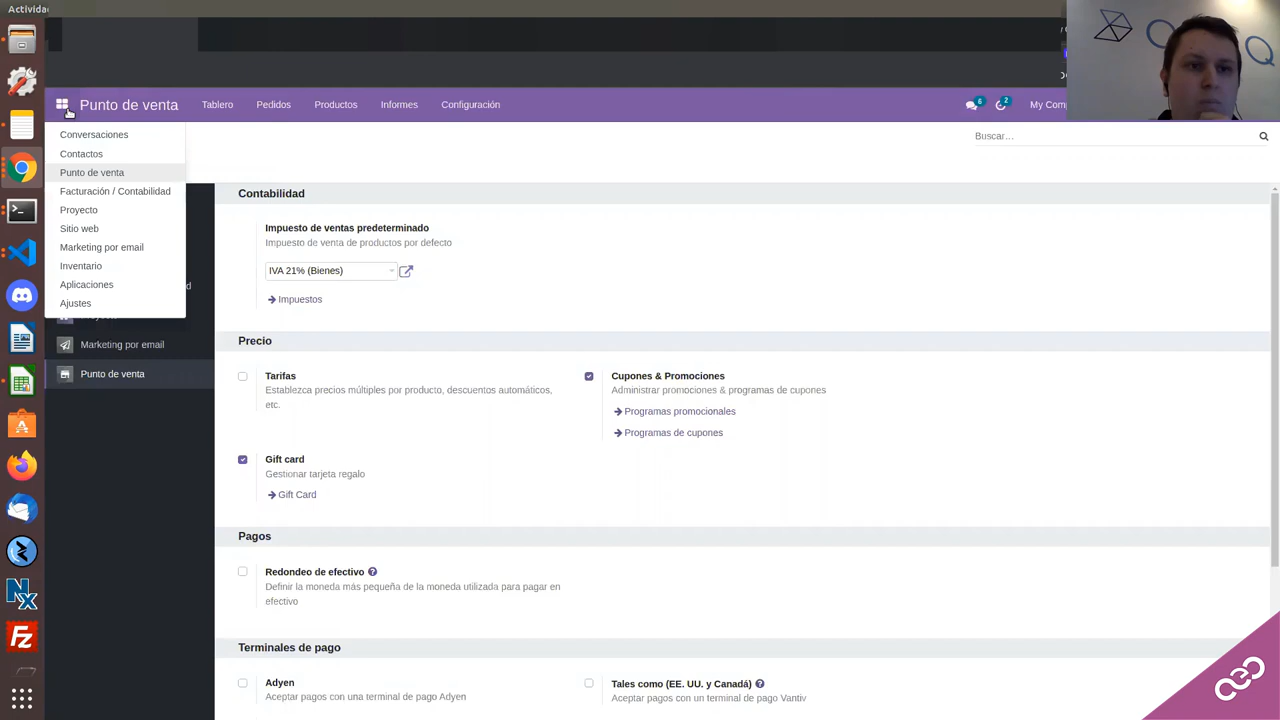 Activida
Punto de venta
Tablero
Pedidos
Productos
Informes
Configuración
6
2
My Comp
Conversaciones
Contactos
Punto de venta
Facturación / Contabilidad
Proyecto
Sitio web
Marketing por email
Inventario
Aplicaciones
Ajustes
Buscar...
d
Marketing por email
Punto de venta
Contabilidad
Impuesto de ventas predeterminado
Impuesto de venta de productos por defecto
IVA 21% (Bienes)
Impuestos
Precio
Tarifas
Establezca precios múltiples por producto, descuentos automáticos,
etc.
Cupones & Promociones
Administrar promociones & programas de cupones
Programas promocionales
Programas de cupones
Gift card
Gestionar tarjeta regalo
Gift Card
Pagos
Redondeo de efectivo
Definir la moneda más pequeña de la moneda utilizada para pagar en
efectivo
Terminales de pago
Adyen
Aceptar pagos con una terminal de pago Adyen
Tales como (EE. UU. y Canadá)
Aceptar pagos con un terminal de pago Vantiv